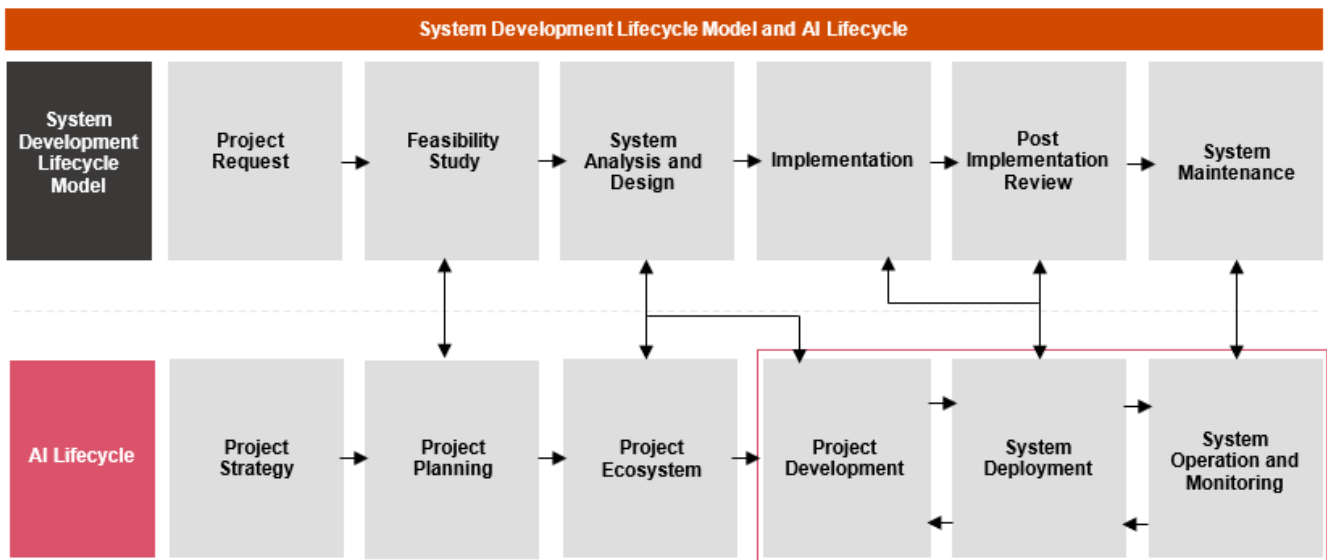 System Development Lifecycle Model and AI Lifecycle
System
Development
Lifecycle
Model
Project
Request
Feasibility
Study
System
Analysis and
Design
Implementation
Post
Implementation
Review
System
Maintenance
AI Lifecycle
Project
Strategy
Project
Planning
Project
Ecosystem
Project
Development
System
Deployment
System
Operation and
Monitoring